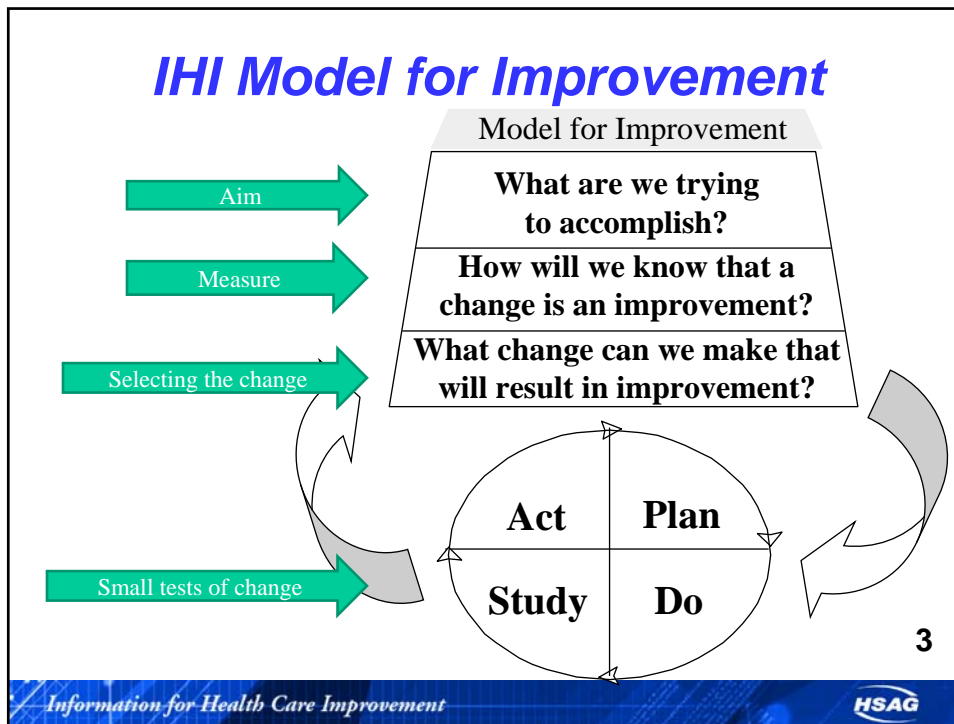 IHI Model for Improvement
Model for Improvement
Aim
What are we trying
to accomplish?
Measure
How will we know that a
change is an improvement?
Selecting the change
What change can we make that
will result in improvement?
Act
Plan
Small tests of change
Study
Do
3
Information for Health Care Improvement
HSAG